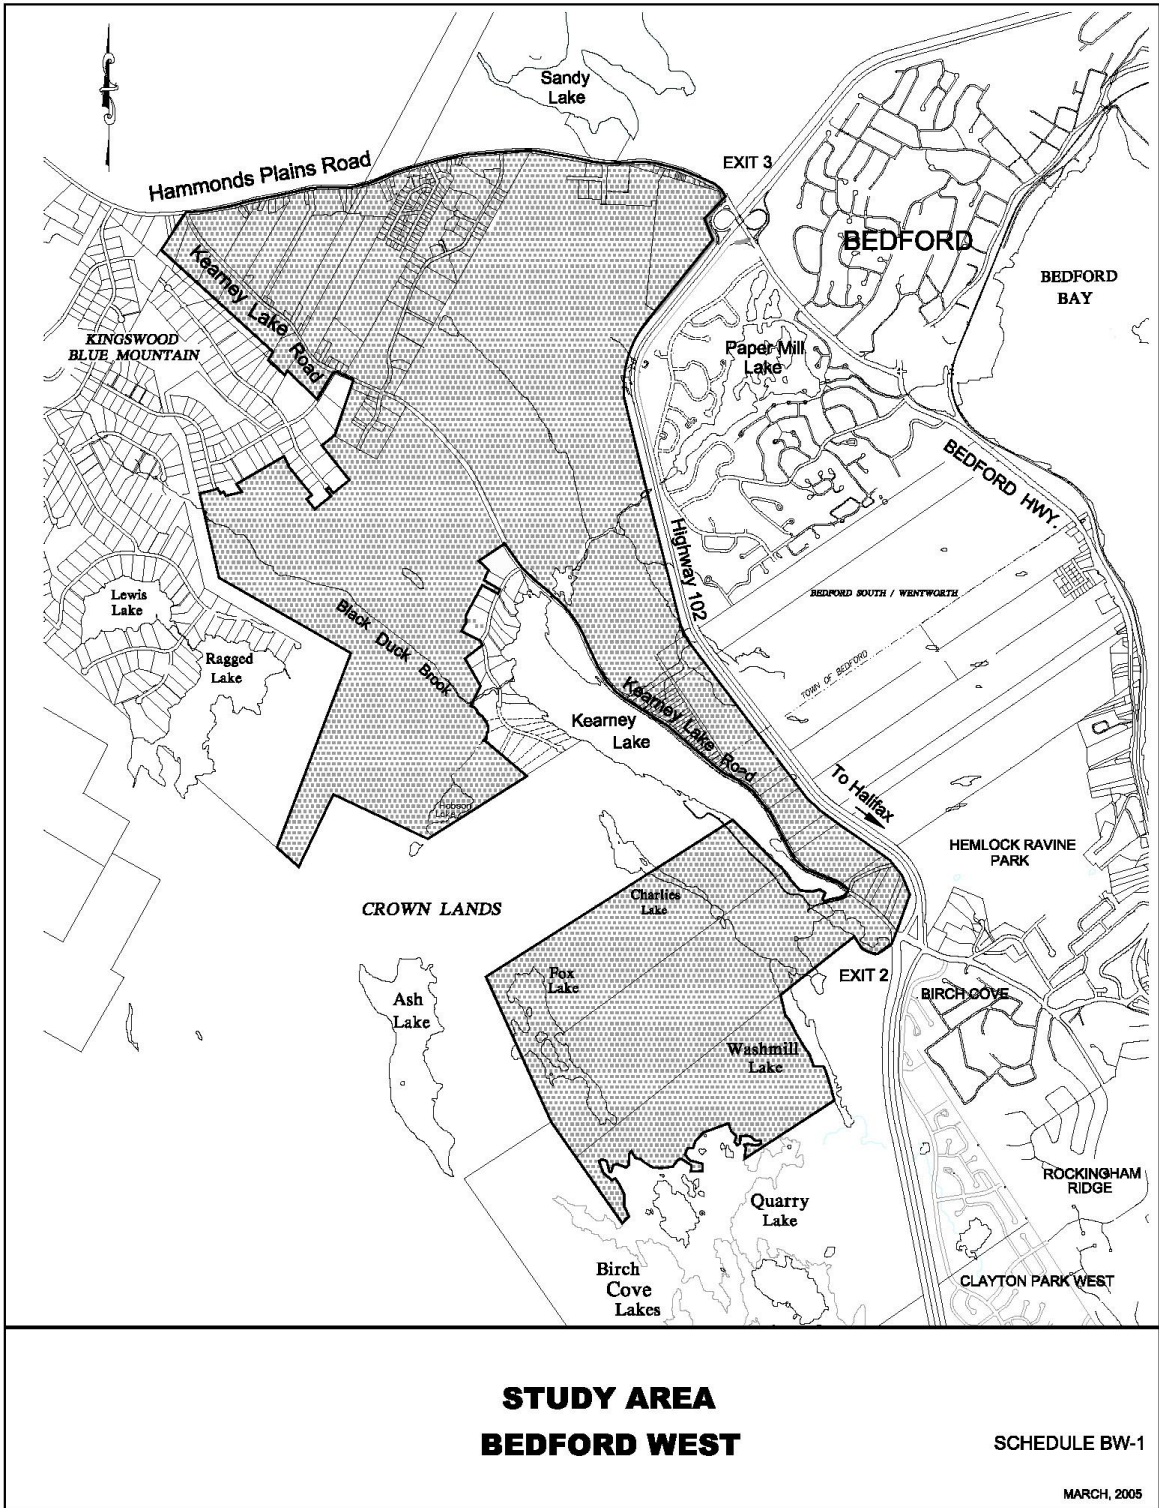 Sandy
Lake
Hammonds Plains Road
EXIT 3
BEDFORD
BEDFORD
BAY
Kearney Lake Road
KINGSWOOD
BLUE MOUNTAIN
Paper Mill
Lake
BEDFORD HWY.
Highway 102
BEDFORD SOUTH / WENTWORTH
Lewis
Lake
Black Duck Brook
Ragged
Lake
TOWN OF BEDFORD
Kearney Lake Road
Kearney
Lake
To Halifax
Hobson
Lake
HEMLOCK RAVINE
PARK
Charlies
Lake
CROWN LANDS
Fox
Lake
EXIT 2
Ash
Lake
BIRCH COVE
Washmill
Lake
ROCKINGHAM
RIDGE
Quarry
Lake
Birch
Cove
Lakes
CLAYTON PARK WEST
STUDY AREA
BEDFORD WEST
SCHEDULE BW-1
MARCH, 2005